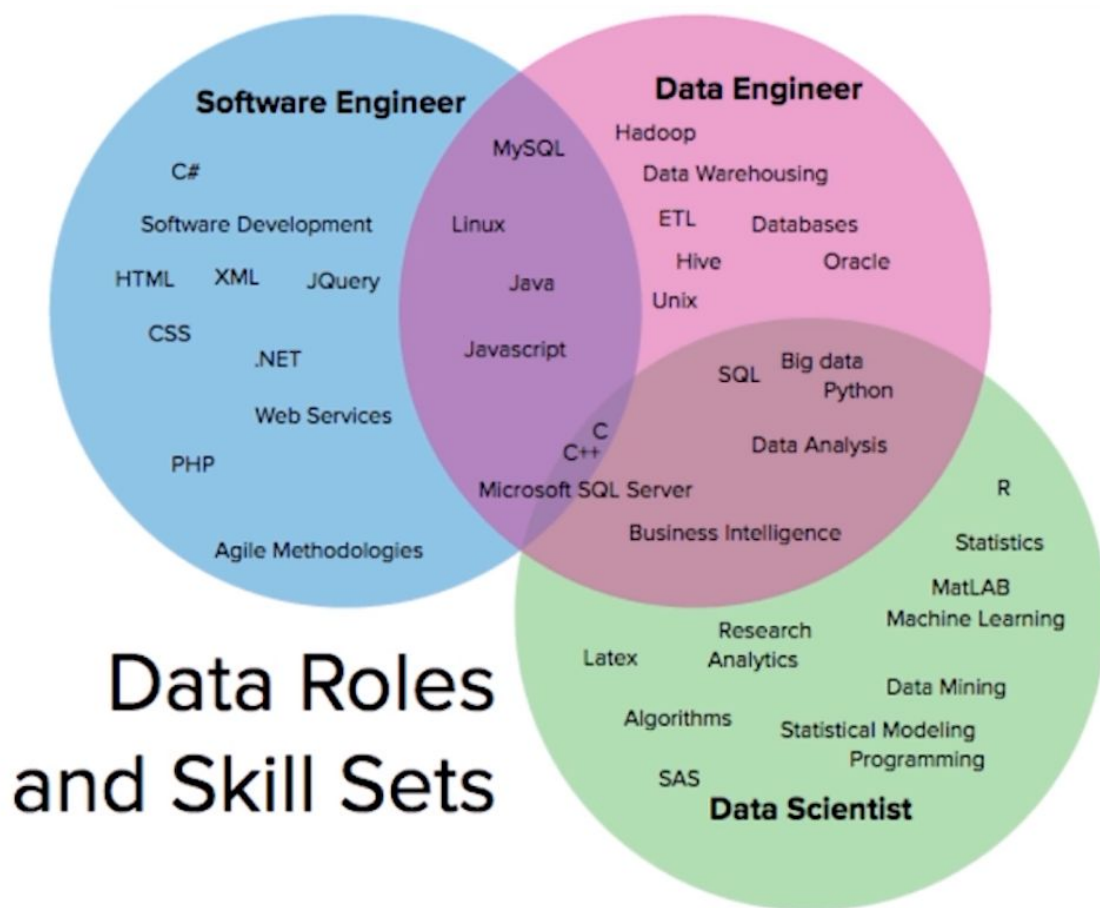 Software Engineer
C#
Software Development
HTML
XML
JQuery
CSS
.NET
Web Services
PHP
Agile Methodologies
MySQL
Linux
Java
Javascript
C
C++
Microsoft SQL Server
Data Engineer
Hadoop
Data Warehousing
ETL
Databases
Hive
Oracle
Unix
SQL
Big data
Python
Data Analysis
Business Intelligence
R
Statistics
MatLAB
Machine Learning
Research
Analytics
Latex
Data Mining
Algorithms
Statistical Modeling
Programming
SAS
Data Scientist
Data Roles
and Skill Sets